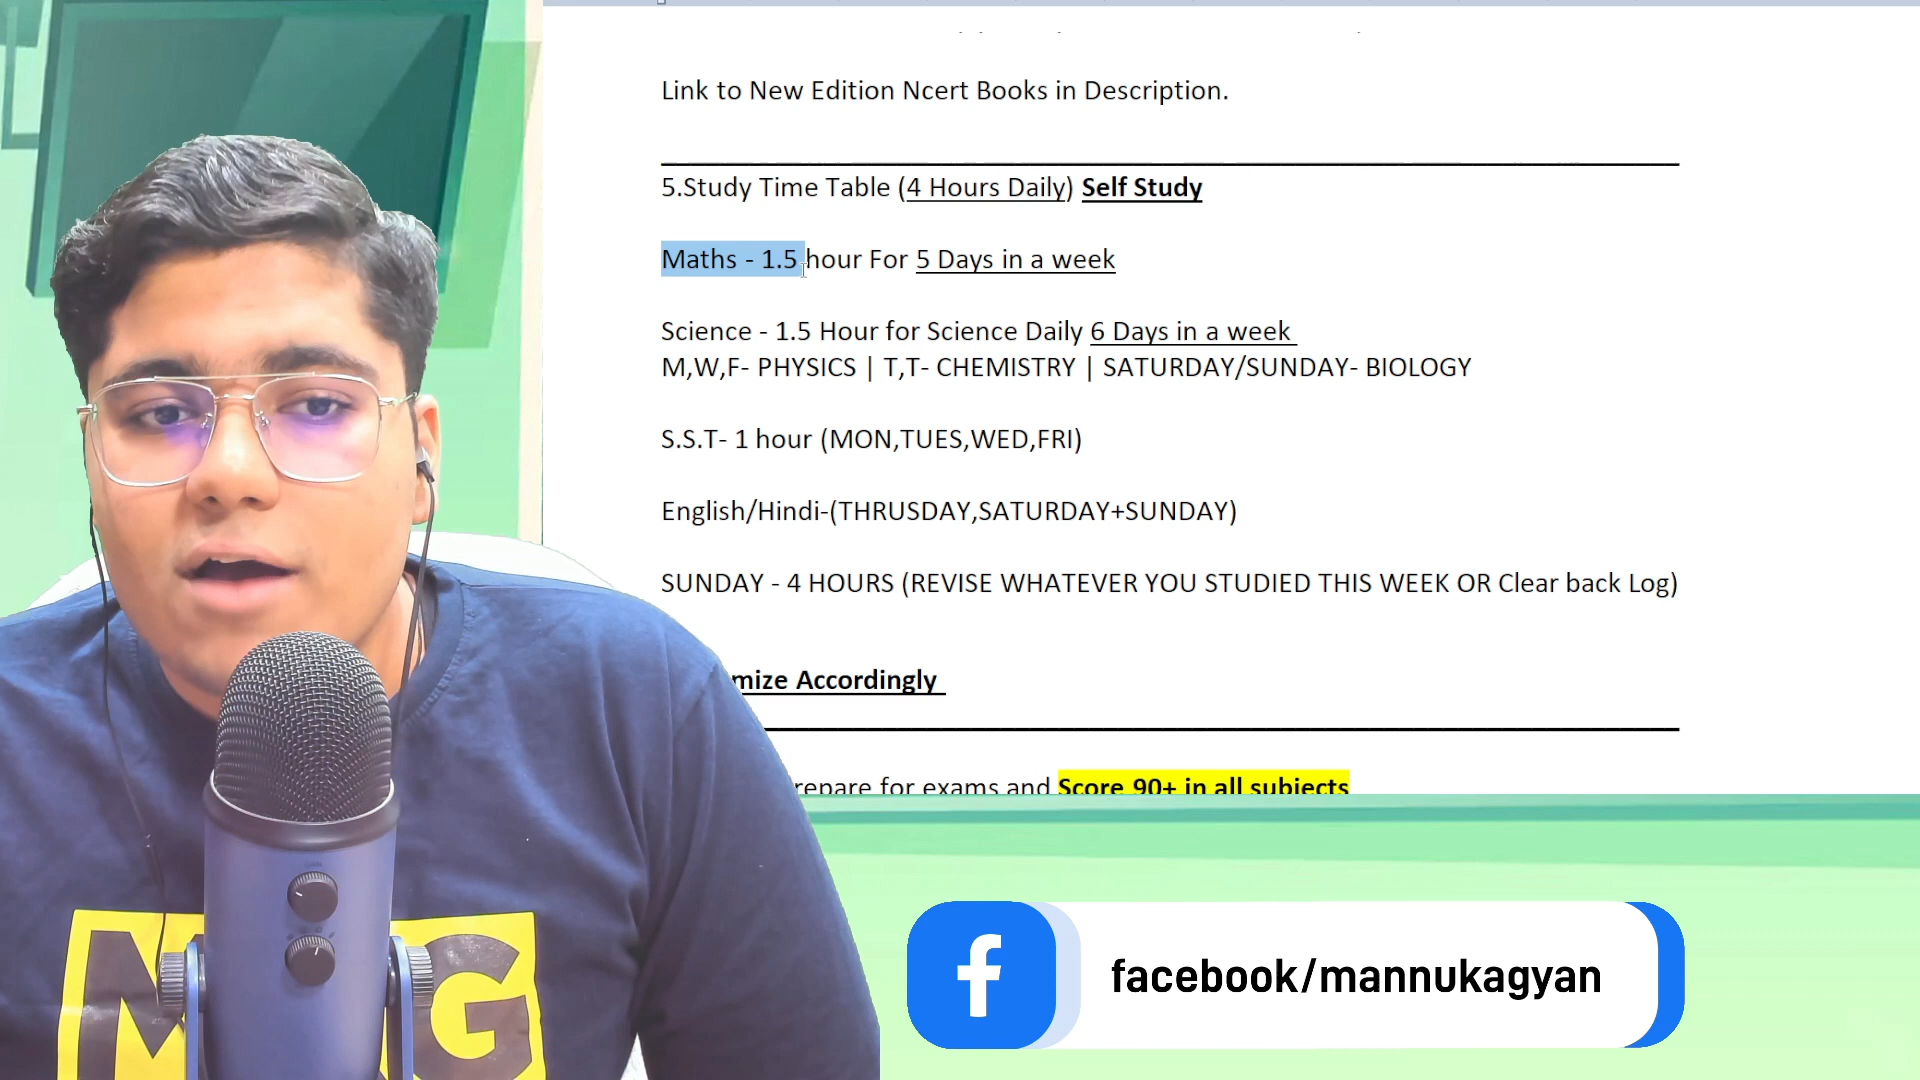 Link to New Edition Ncert Books in Description.
5.Study Time Table (4 Hours Daily) Self Study
Maths - 1.5 hour For 5 Days in a week
Science - 1.5 Hour for Science Daily 6 Days in a week
M,W,F- PHYSICS | T,T- CHEMISTRY | SATURDAY/SUNDAY- BIOLOGY
S.S.T- 1 hour (MON,TUES,WED,FRI)
English/Hindi-(THRUSDAY,SATURDAY+SUNDAY)
SUNDAY - 4 HOURS (REVISE WHATEVER YOU STUDIED THIS WEEK OR Clear back Log)
mize Accordingly
repare for exams and Score 90+ in all subjects
facebook/mannukagyan